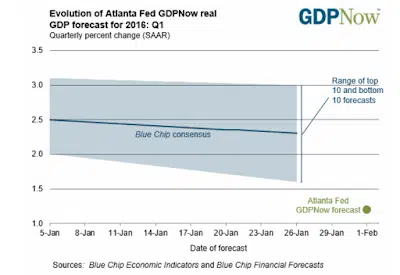 Evolution of Atlanta Fed GDPNow real
GDP forecast for 2016: Q1
Quarterly percent change (SAAR)
GDPNow
3.5
3.0
2.5
2.0
1.5
1.0
Range of top
10 and bottom
10 forecasts
Blue Chip consensus
Atlanta Fed
GDPNow forecast
5-Jan 8-Jan 11-Jan 14-Jan 17-Jan 20-Jan 23-Jan 26-Jan 29-Jan 1-Feb
Date of forecast
Sources: Blue Chip Economic Indicators and Blue Chip Financial Forecasts